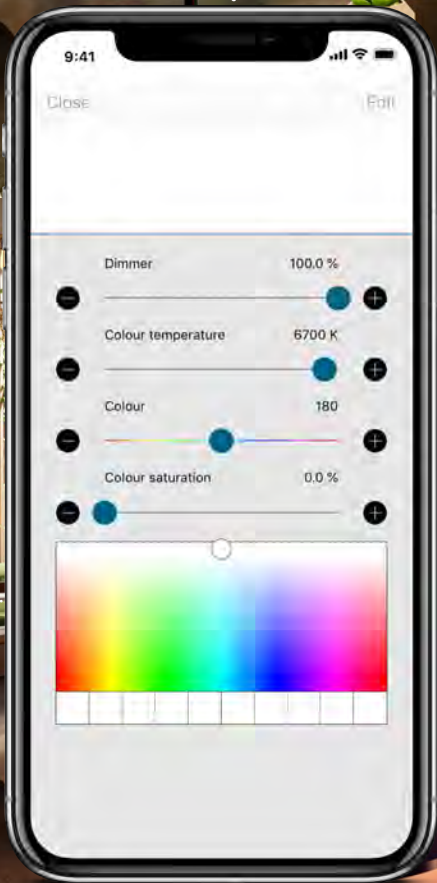 9:41
Close
Edit
Dimmer 100.0 %
Colour temperature 6700 K
Colour 180
Colour saturation 0.0 %